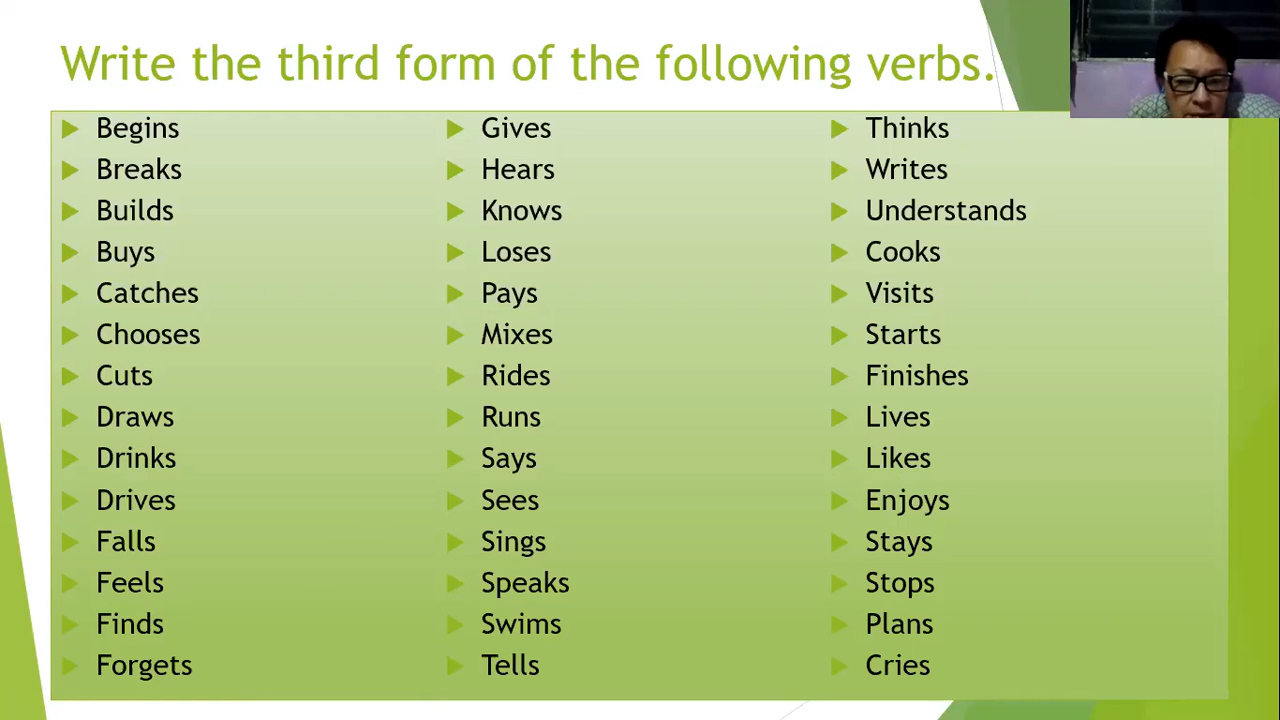 Write the third form of the following verbs.
Begins
Breaks
Builds
Buys
Catches
Chooses
Cuts
Draws
Drinks
Drives
Falls
Feels
Finds
Forgets
Gives
Hears
Knows
Loses
Pays
Mixes
Rides
Runs
Says
Sees
Sings
Speaks
Swims
Tells
Thinks
Writes
Understands
Cooks
Visits
Starts
Finishes
Lives
Likes
Enjoys
Stays
Stops
Plans
Cries